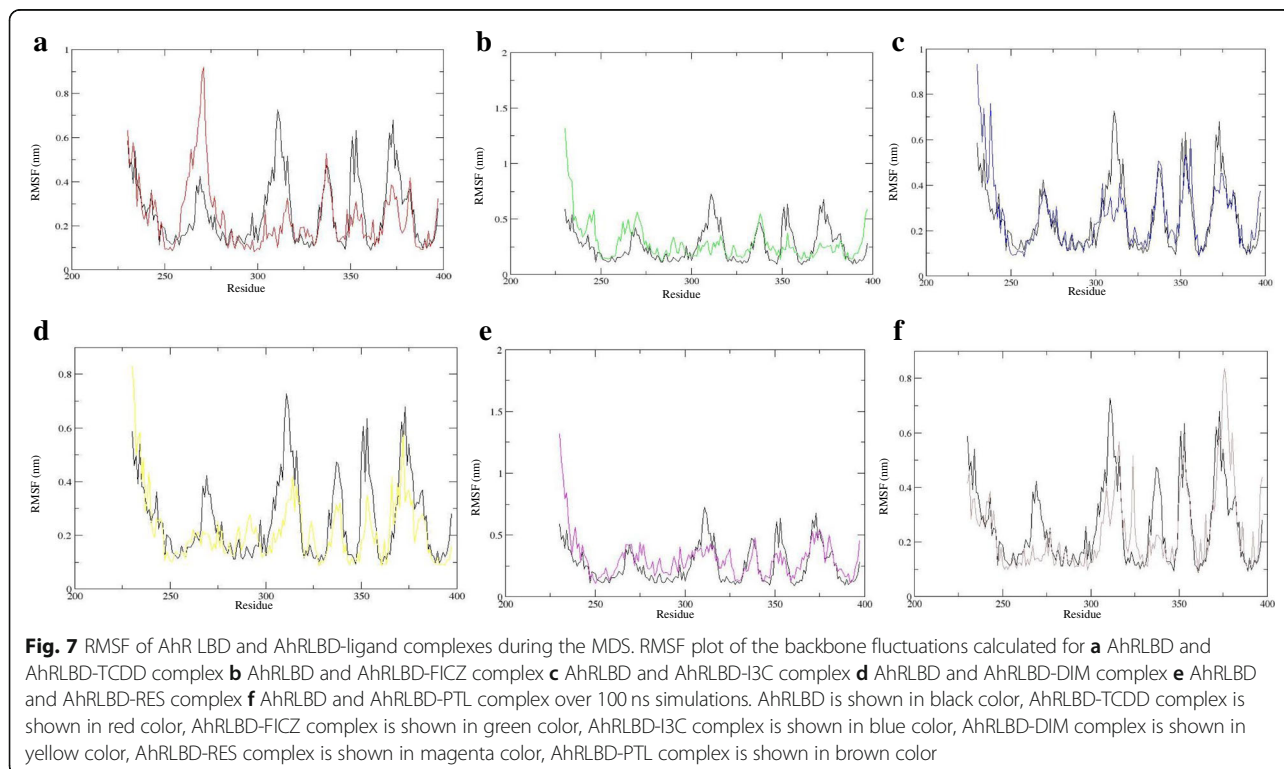 a
1
0.8
0.6
0.4
0.2
0
RMSF (nm)
200 250 300 350 400
Residue
b
2
1.5
1
0.5
0
RMSF (nm)
200 250 300 350 400
Residue
c
1
0.8
0.6
0.4
0.2
0
RMSF (nm)
200 250 300 350 400
Residue
d
0.8
0.6
0.4
0.2
0
RMSF (nm)
200 250 300 350 400
Residue
e
2
1.5
1
0.5
0
RMSF (nm)
200 250 300 350 400
Residue
f
0.8
0.6
0.4
0.2
0
RMSF (nm)
200 250 300 350 400
Residue
Fig. 7 RMSF of AhR LBD and AhRLBD-ligand complexes during the MDS. RMSF plot of the backbone fluctuations calculated for a AhRLBD and
AhRLBD-TCDD complex b AhRLBD and AhRLBD-FICZ complex c AhRLBD and AhRLBD-I3C complex d AhRLBD and AhRLBD-DIM complex e AhRLBD
and AhRLBD-RES complex f AhRLBD and AhRLBD-PTL complex over 100 ns simulations. AhRLBD is shown in black color, AhRLBD-TCDD complex is
shown in red color, AhRLBD-FICZ complex is shown in green color, AhRLBD-I3C complex is shown in blue color, AhRLBD-DIM complex is shown in
yellow color, AhRLBD-RES complex is shown in magenta color, AhRLBD-PTL complex is shown in brown color